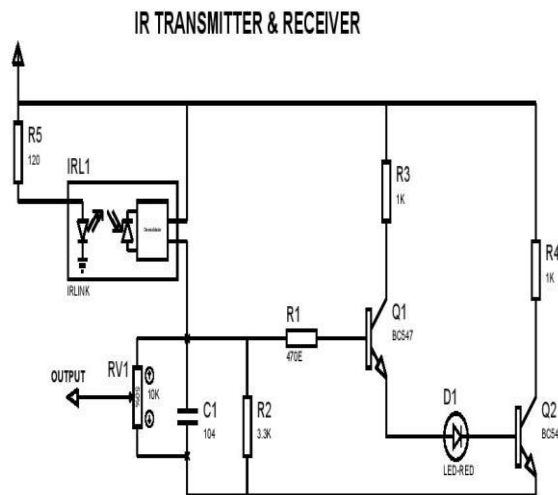 IR TRANSMITTER & RECEIVER
R5
120
IRL1
IRLINK
R3
1K
R4
1K
R1
470E
Q1
BC547
OUTPUT
RV1
10K
C1
104
R2
3.3K
D1
LED-RED
Q2
BC54